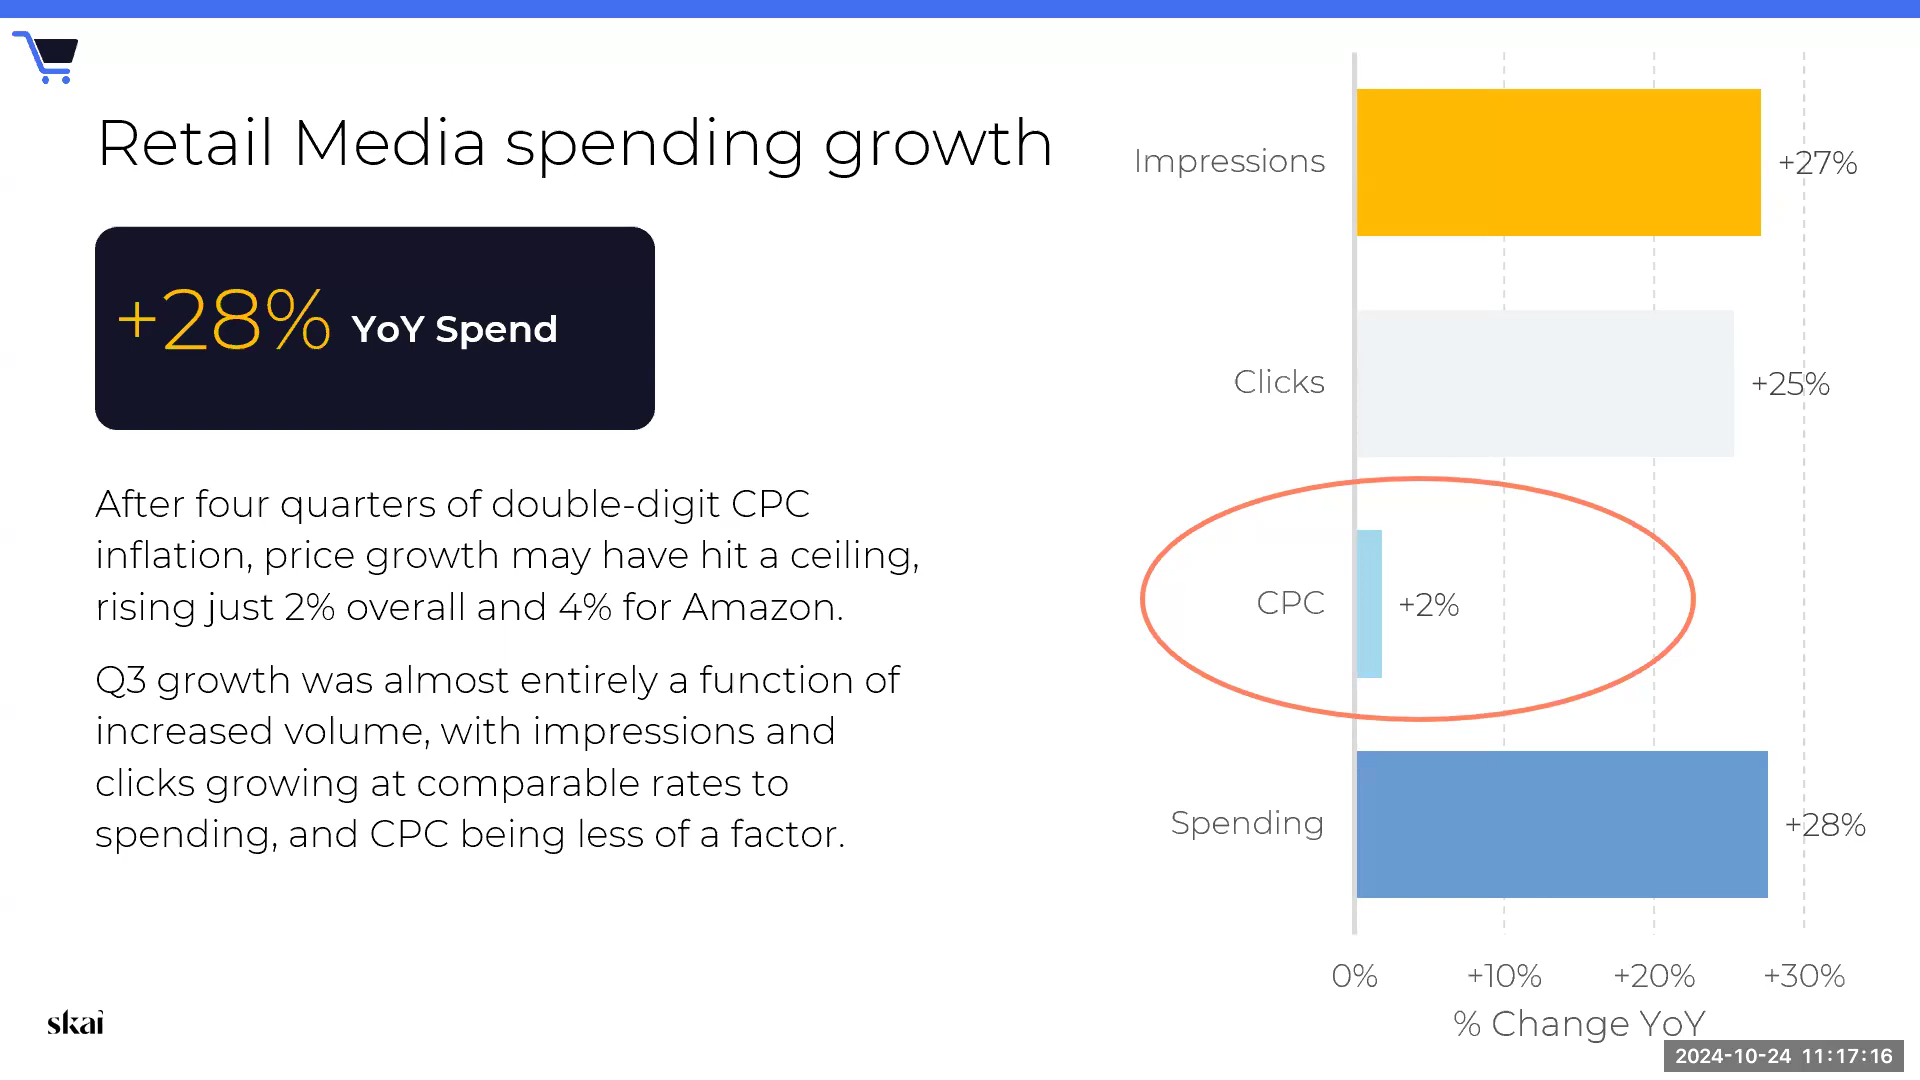 Retail Media spending growth
+28% YoY Spend
After four quarters of double-digit CPC
inflation, price growth may have hit a ceiling,
rising just 2% overall and 4% for Amazon.
Q3 growth was almost entirely a function of
increased volume, with impressions and
clicks growing at comparable rates to
spending, and CPC being less of a factor.
Impressions +27%
Clicks +25%
CPC +2%
Spending +28%
0% +10% +20% +30%
% Change YoY
skai
2024-10-24 11:17:16